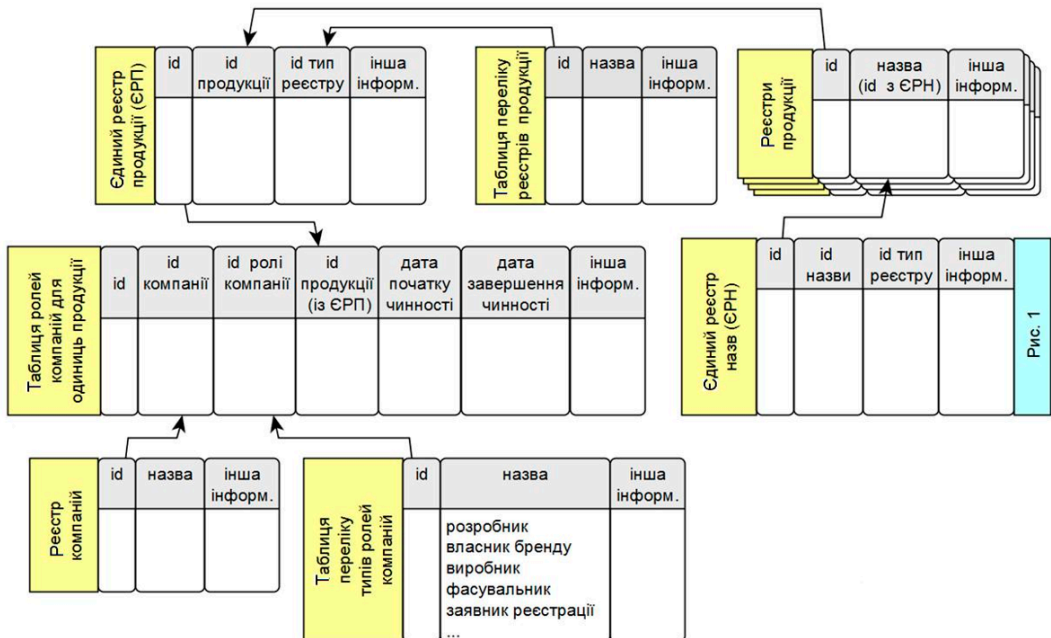 Єдиний реєстр
продукції (ЄРП)
id
id
продукції
id тип
реєстру
інша
інформ.
Таблиця переліку
реєстрів продукції
id
назва
інша
інформ.
Реєстри
продукції
id
назва
(id з ЄРН)
інша
інформ.
Таблиця ролей
компаній для
одиниць продукції
id
id
компанії
id ролі
компанії
id
продукції
(із ЄРП)
дата
початку
чинності
дата
завершення
чинності
інша
інформ.
Єдиний реєстр
назв (ЄРН)
id
id
назви
id тип
реєстру
інша
інформ.
Рис. 1
Реєстр
компаній
id
назва
інша
інформ.
Таблиця
переліку
типів ролей
компаній
id
назва
інша
інформ.
розробник
власник бренду
виробник
фасувальник
заявник реєстрації
...